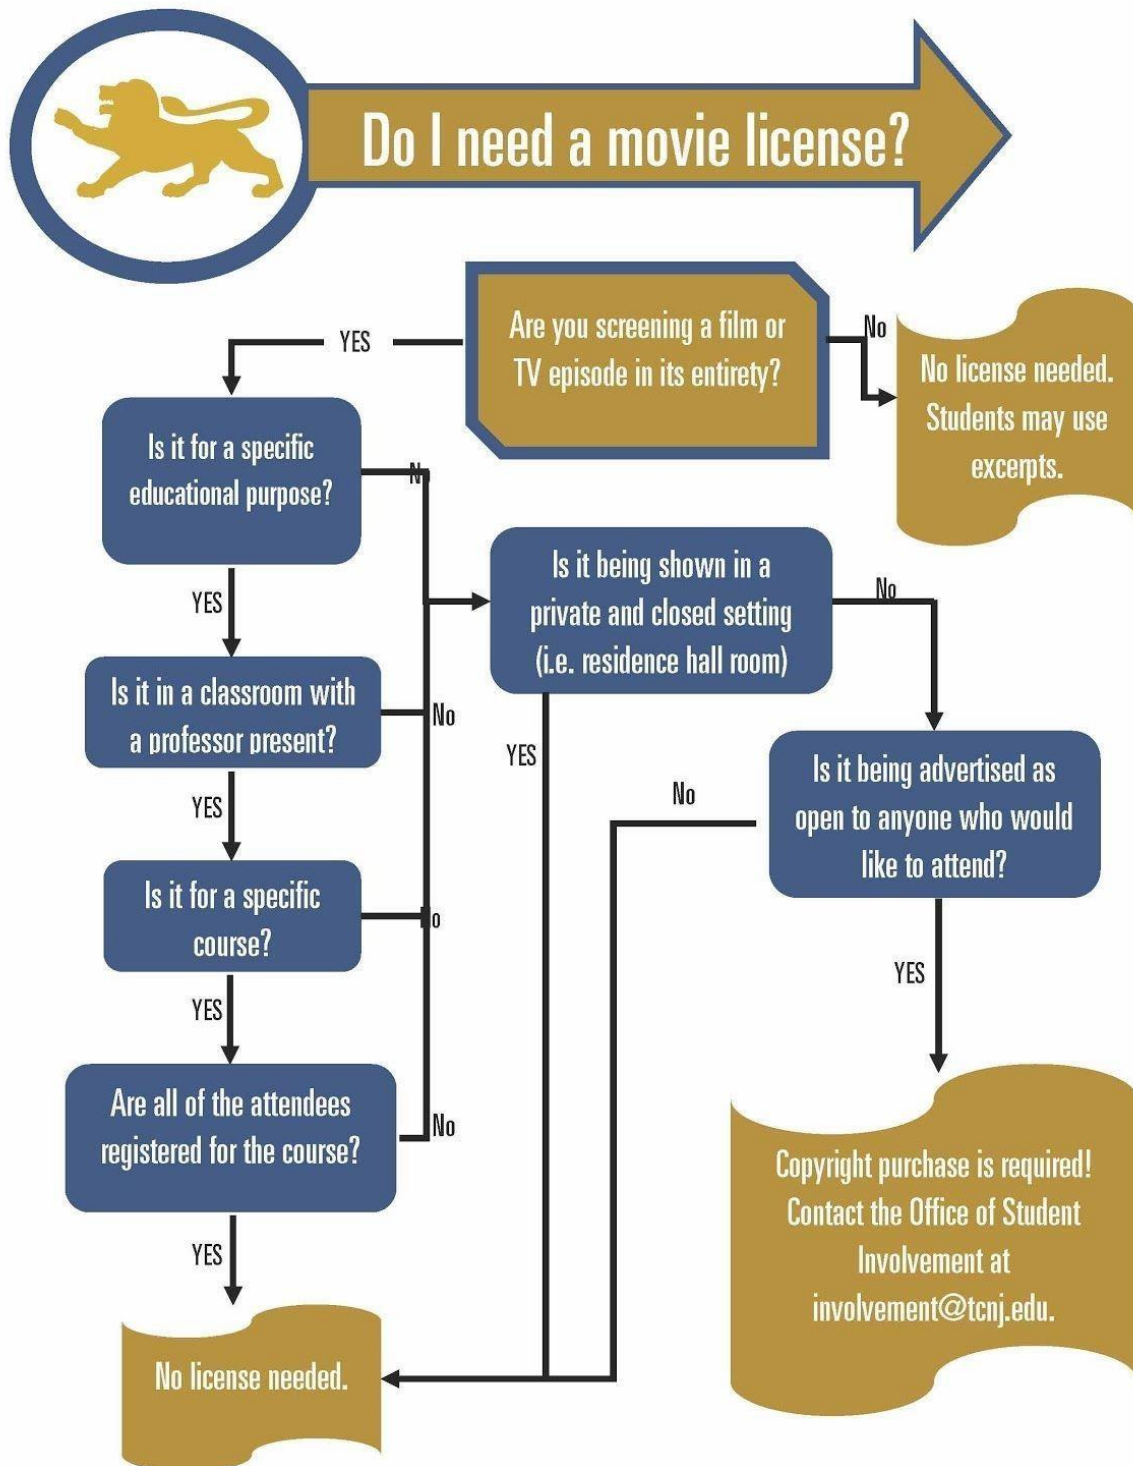 Do I need a movie license?
Are you screening a film or
TV episode in its entirety?
YES
No
No license needed.
Students may use
excerpts.
Is it for a specific
educational purpose?
N
YES
Is it being shown in a
private and closed setting
(i.e. residence hall room)
No
YES
Is it in a classroom with
a professor present?
No
YES
Is it being advertised as
open to anyone who would
like to attend?
No
YES
Is it for a specific
course?
No
YES
Are all of the attendees
registered for the course?
No
YES
Copyright purchase is required!
Contact the Office of Student
Involvement at
involvement@tcnj.edu.
No license needed.